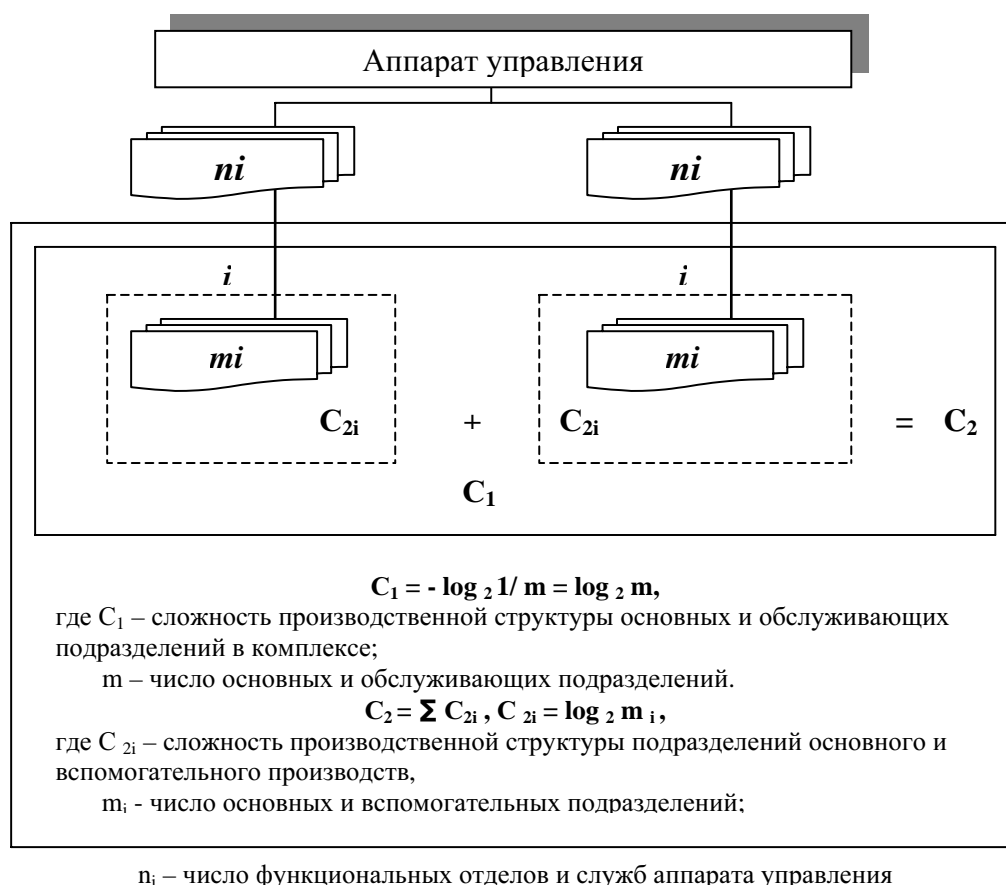 Аппарат управления
ni ni
i i
mi mi
C2i + C2i = C2
C1
C1 = - log 2 1/ m = log 2 m,
где C1 – сложность производственной структуры основных и обслуживающих
подразделений в комплексе;
m – число основных и обслуживающих подразделений.
C2 = Σ C2i , C 2i = log 2 m i ,
где C 2i – сложность производственной структуры подразделений основного и
вспомогательного производств,
mi - число основных и вспомогательных подразделений;
ni – число функциональных отделов и служб аппарата управления